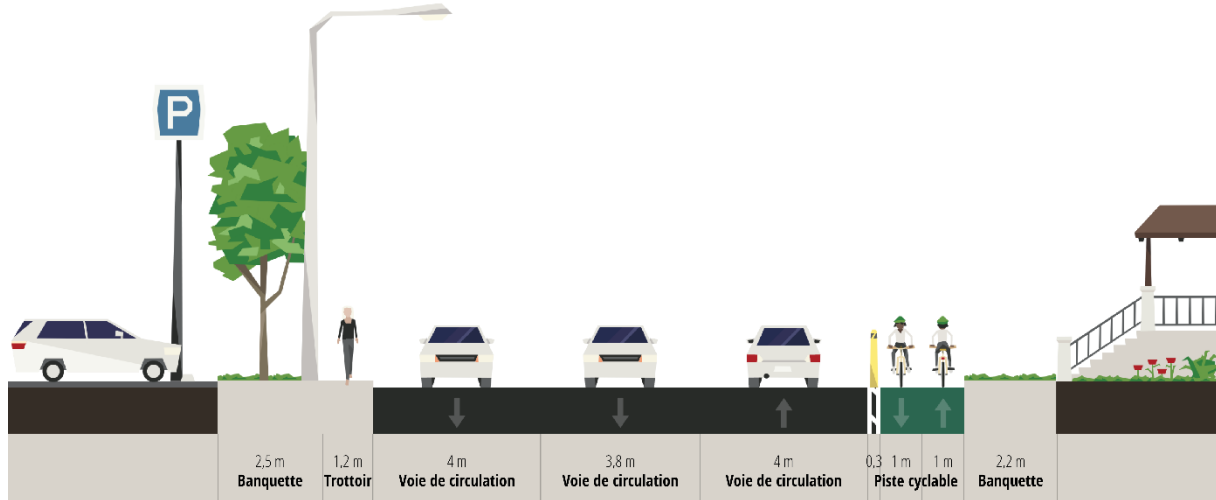 P
2,5 m
Banquette
1,2 m
Trottoir
4 m
Voie de circulation
3,8 m
Voie de circulation
4 m
Voie de circulation
0,3
1 m
1 m
Piste cyclable
2,2 m
Banquette